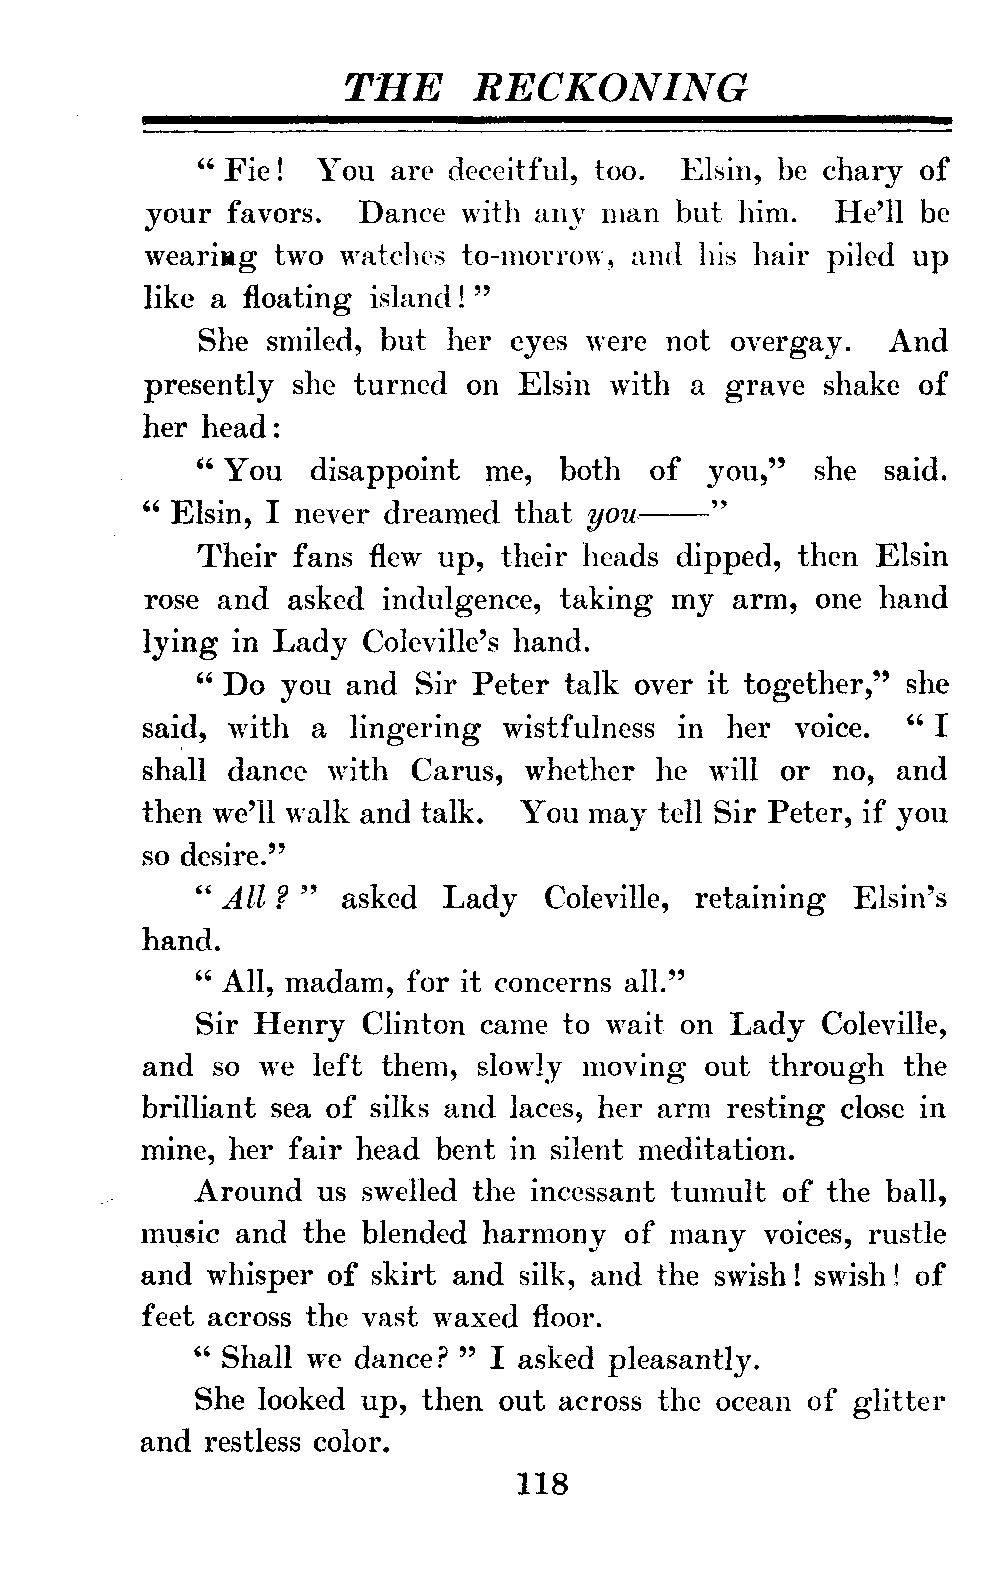 THE RECKONING
“ Fie! You are deceitful, too. Elsin, be chary of
your favors. Dance with any man but him. He’ll be
wearing two watches to-morrow, and his hair piled up
like a floating island! ”
She smiled, but her eyes were not overgay. And
presently she turned on Elsin with a grave shake of
her head:
“ You disappoint me, both of you,” she said.
“ Elsin, I never dreamed that you——”
Their fans flew up, their heads dipped, then Elsin
rose and asked indulgence, taking my arm, one hand
lying in Lady Coleville’s hand.
“ Do you and Sir Peter talk over it together,” she
said, with a lingering wistfulness in her voice. “ I
shall dance with Carus, whether he will or no, and
then we’ll walk and talk. You may tell Sir Peter, if you
so desire.”
“ All? ” asked Lady Coleville, retaining Elsin’s
hand.
“ All, madam, for it concerns all.”
Sir Henry Clinton came to wait on Lady Coleville,
and so we left them, slowly moving out through the
brilliant sea of silks and laces, her arm resting close in
mine, her fair head bent in silent meditation.
Around us swelled the incessant tumult of the ball,
music and the blended harmony of many voices, rustle
and whisper of skirt and silk, and the swish! swish! of
feet across the vast waxed floor.
“ Shall we dance? ” I asked pleasantly.
She looked up, then out across the ocean of glitter
and restless color.
118